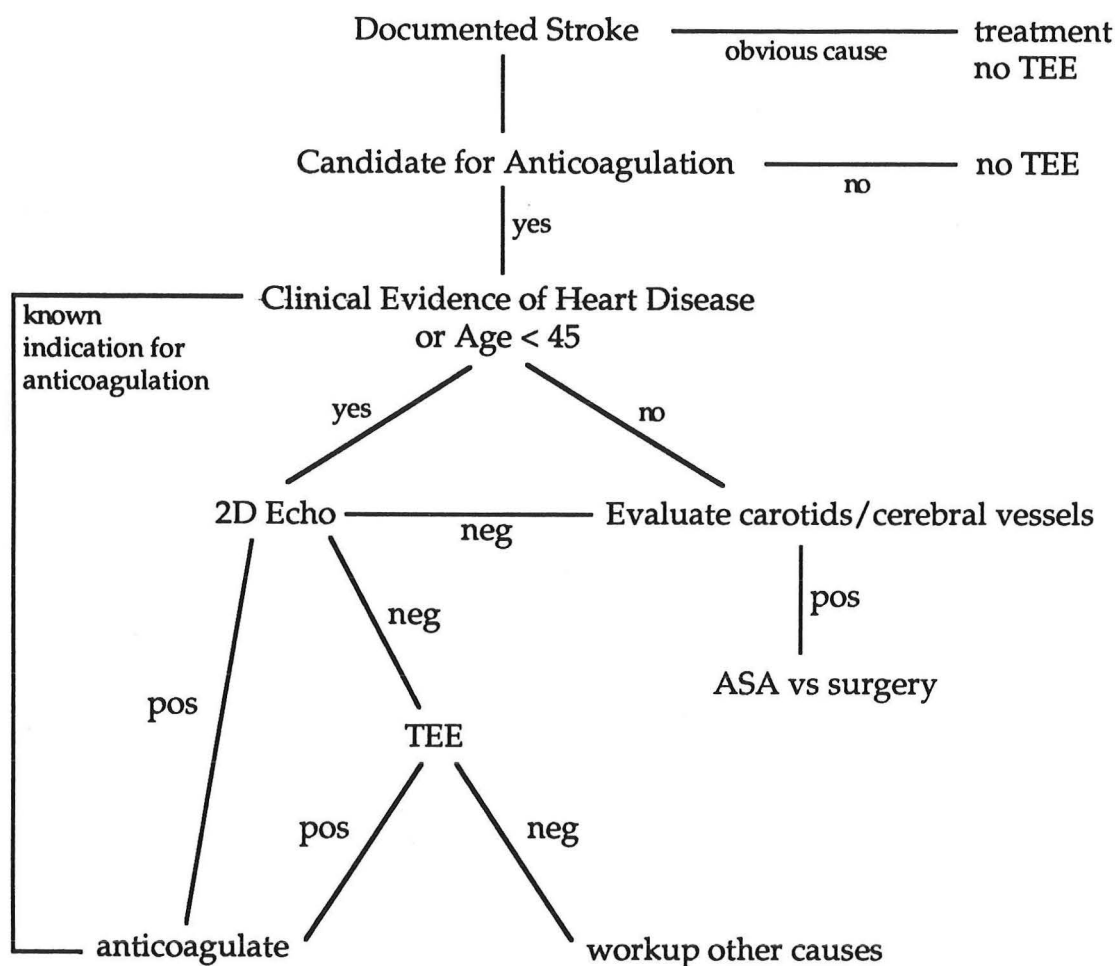 Documented Stroke
obvious cause
treatment
no TEE
Candidate for Anticoagulation
no
no TEE
yes
Clinical Evidence of Heart Disease
or Age < 45
known
indication for
anticoagulation
yes
no
2D Echo
neg
Evaluate carotids/cerebral vessels
neg
pos
pos
ASA vs surgery
TEE
pos
neg
anticoagulate
workup other causes